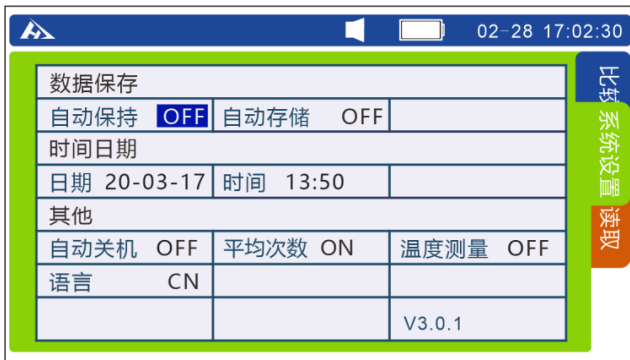 02-28 17:02:30
数据保存
自动保持 OFF 自动存储 OFF
时间日期
日期 20-03-17 时间 13:50
其他
自动关机 OFF 平均次数 ON 温度测量 OFF
语言 CN
V3.0.1
比较
系统设置
读取